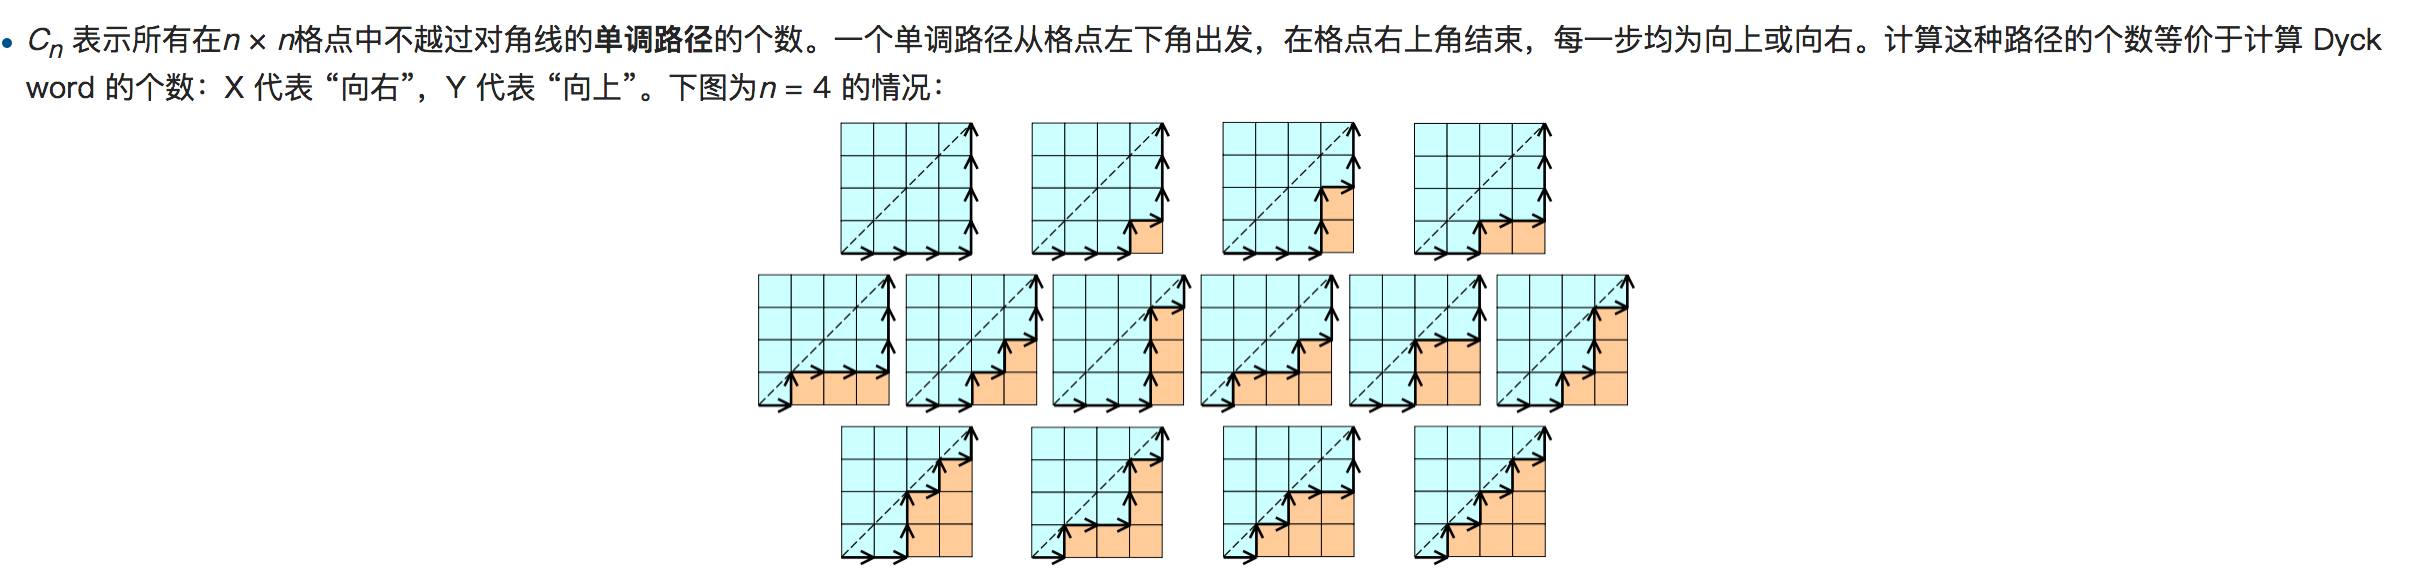 • Cn 表示所有在n × n格点中不越过对角线的单调路径的个数。一个单调路径从格点左下角出发，在格点右上角结束，每一步均为向上或向右。计算这种路径的个数等价于计算 Dyck
word 的个数：X 代表 “向右”，Y 代表 “向上”。下图为n = 4 的情况：